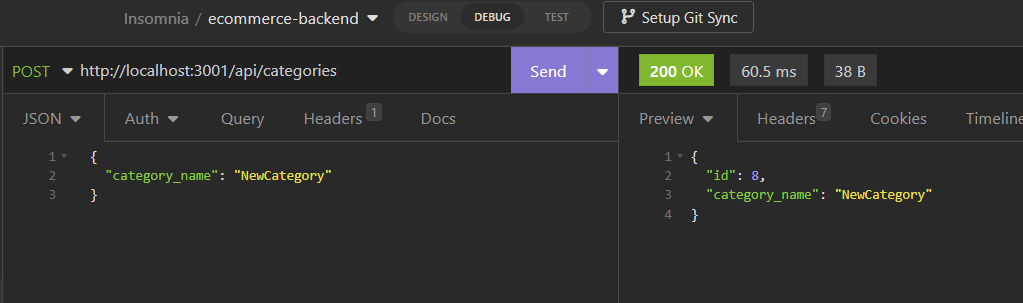 Insomnia / ecommerce-backend DESIGN DEBUG TEST Setup Git Sync
POST http://localhost:3001/api/categories Send 200 OK 60.5 ms 38 B
JSON Auth Query Headers 1 Docs
1 {
2 "category_name": "NewCategory"
3 }
Preview Headers 7 Cookies Timeline
1 {
2 "id": 8,
3 "category_name": "NewCategory"
4 }